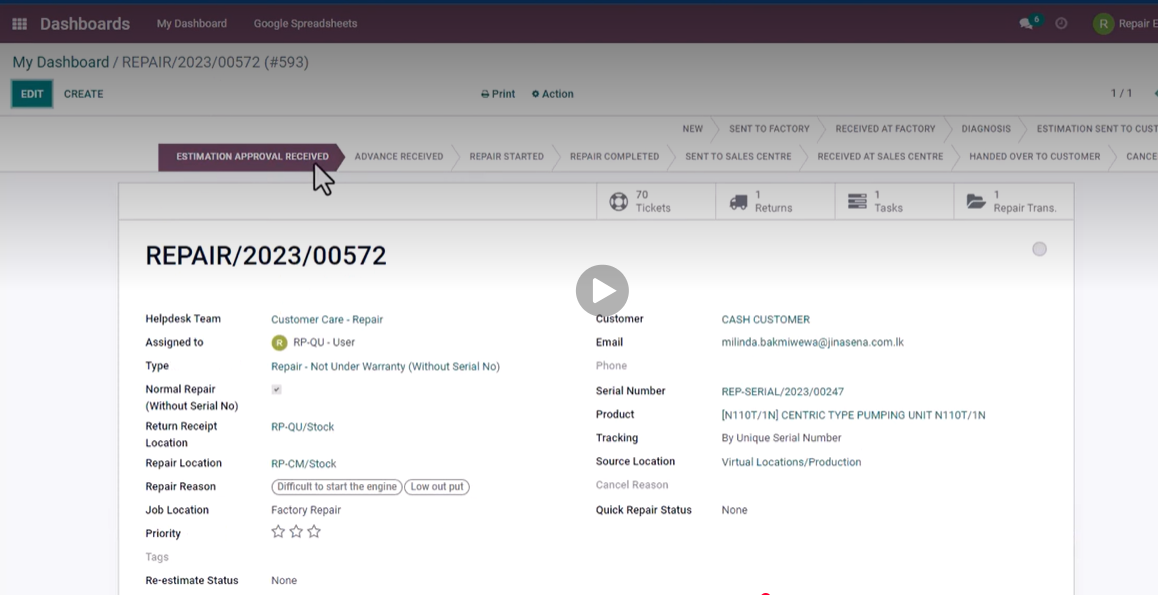 Dashboards My Dashboard Google Spreadsheets 6 R Repair E
My Dashboard / REPAIR/2023/00572 (#593)
EDIT CREATE Print Action 1 / 1
NEW SENT TO FACTORY RECEIVED AT FACTORY DIAGNOSIS ESTIMATION SENT TO CUST
ESTIMATION APPROVAL RECEIVED ADVANCE RECEIVED REPAIR STARTED REPAIR COMPLETED SENT TO SALES CENTRE RECEIVED AT SALES CENTRE HANDED OVER TO CUSTOMER CANCE
70 Tickets
1 Returns
1 Tasks
1 Repair Trans.
REPAIR/2023/00572
Helpdesk Team Customer Care - Repair
Assigned to R RP-QU - User
Type Repair - Not Under Warranty (Without Serial No)
Normal Repair
(Without Serial No)
Return Receipt
Location
RP-QU/Stock
Repair Location RP-CM/Stock
Repair Reason Difficult to start the engine Low out put
Job Location Factory Repair
Priority
Tags
Re-estimate Status None
Customer CASH CUSTOMER
Email milinda.bakmiwewa@jinasena.com.lk
Phone
Serial Number REP-SERIAL/2023/00247
Product [N110T/1N] CENTRIC TYPE PUMPING UNIT N110T/1N
Tracking By Unique Serial Number
Source Location Virtual Locations/Production
Cancel Reason
Quick Repair Status None